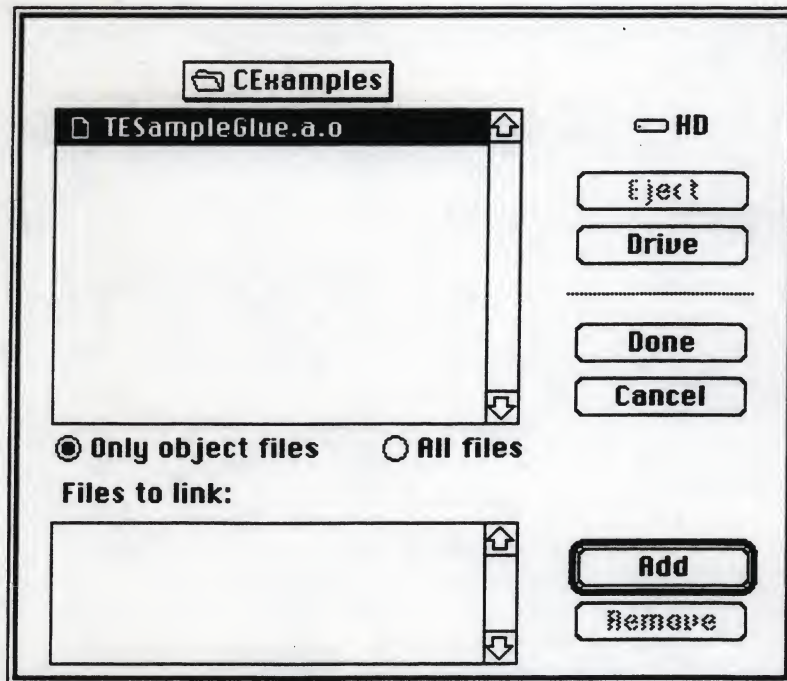 CExamples
TESampleGlue.a.o
HD
Eject
Drive
Done
Cancel
Only object files
All files
Files to link:
Add
Remove